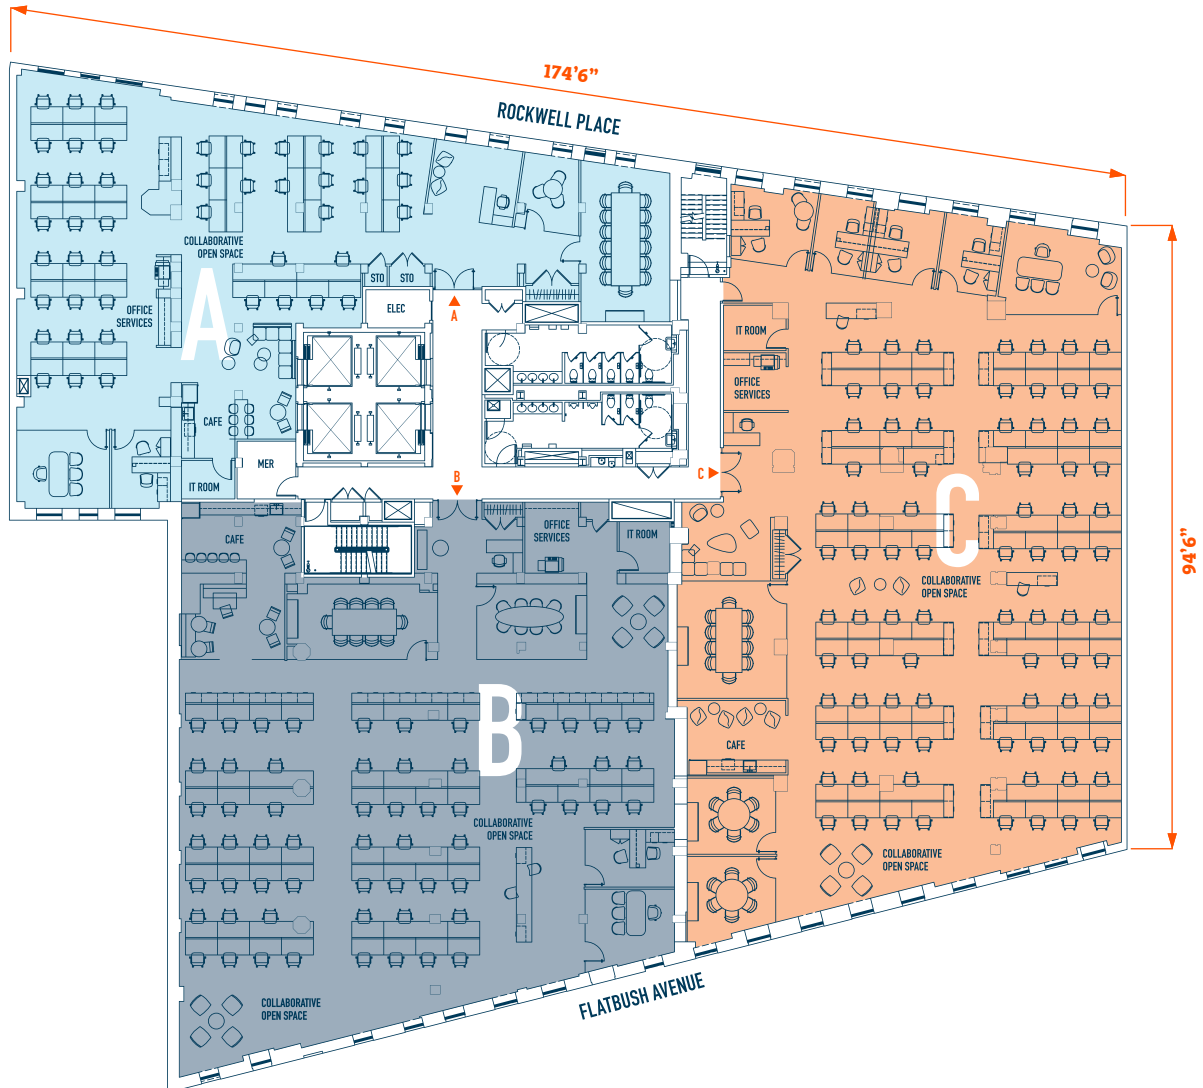 174'6"
ROCKWELL PLACE
COLLABORATIVE
OPEN SPACE
STO
STO
A
OFFICE
SERVICES
ELEC
A
IT ROOM
OFFICE
SERVICES
CAFE
MER
IT ROOM
B
C
C
94'6"
CAFE
OFFICE
SERVICES
IT ROOM
COLLABORATIVE
OPEN SPACE
B
CAFE
COLLABORATIVE
OPEN SPACE
COLLABORATIVE
OPEN SPACE
COLLABORATIVE
OPEN SPACE
FLATBUSH AVENUE